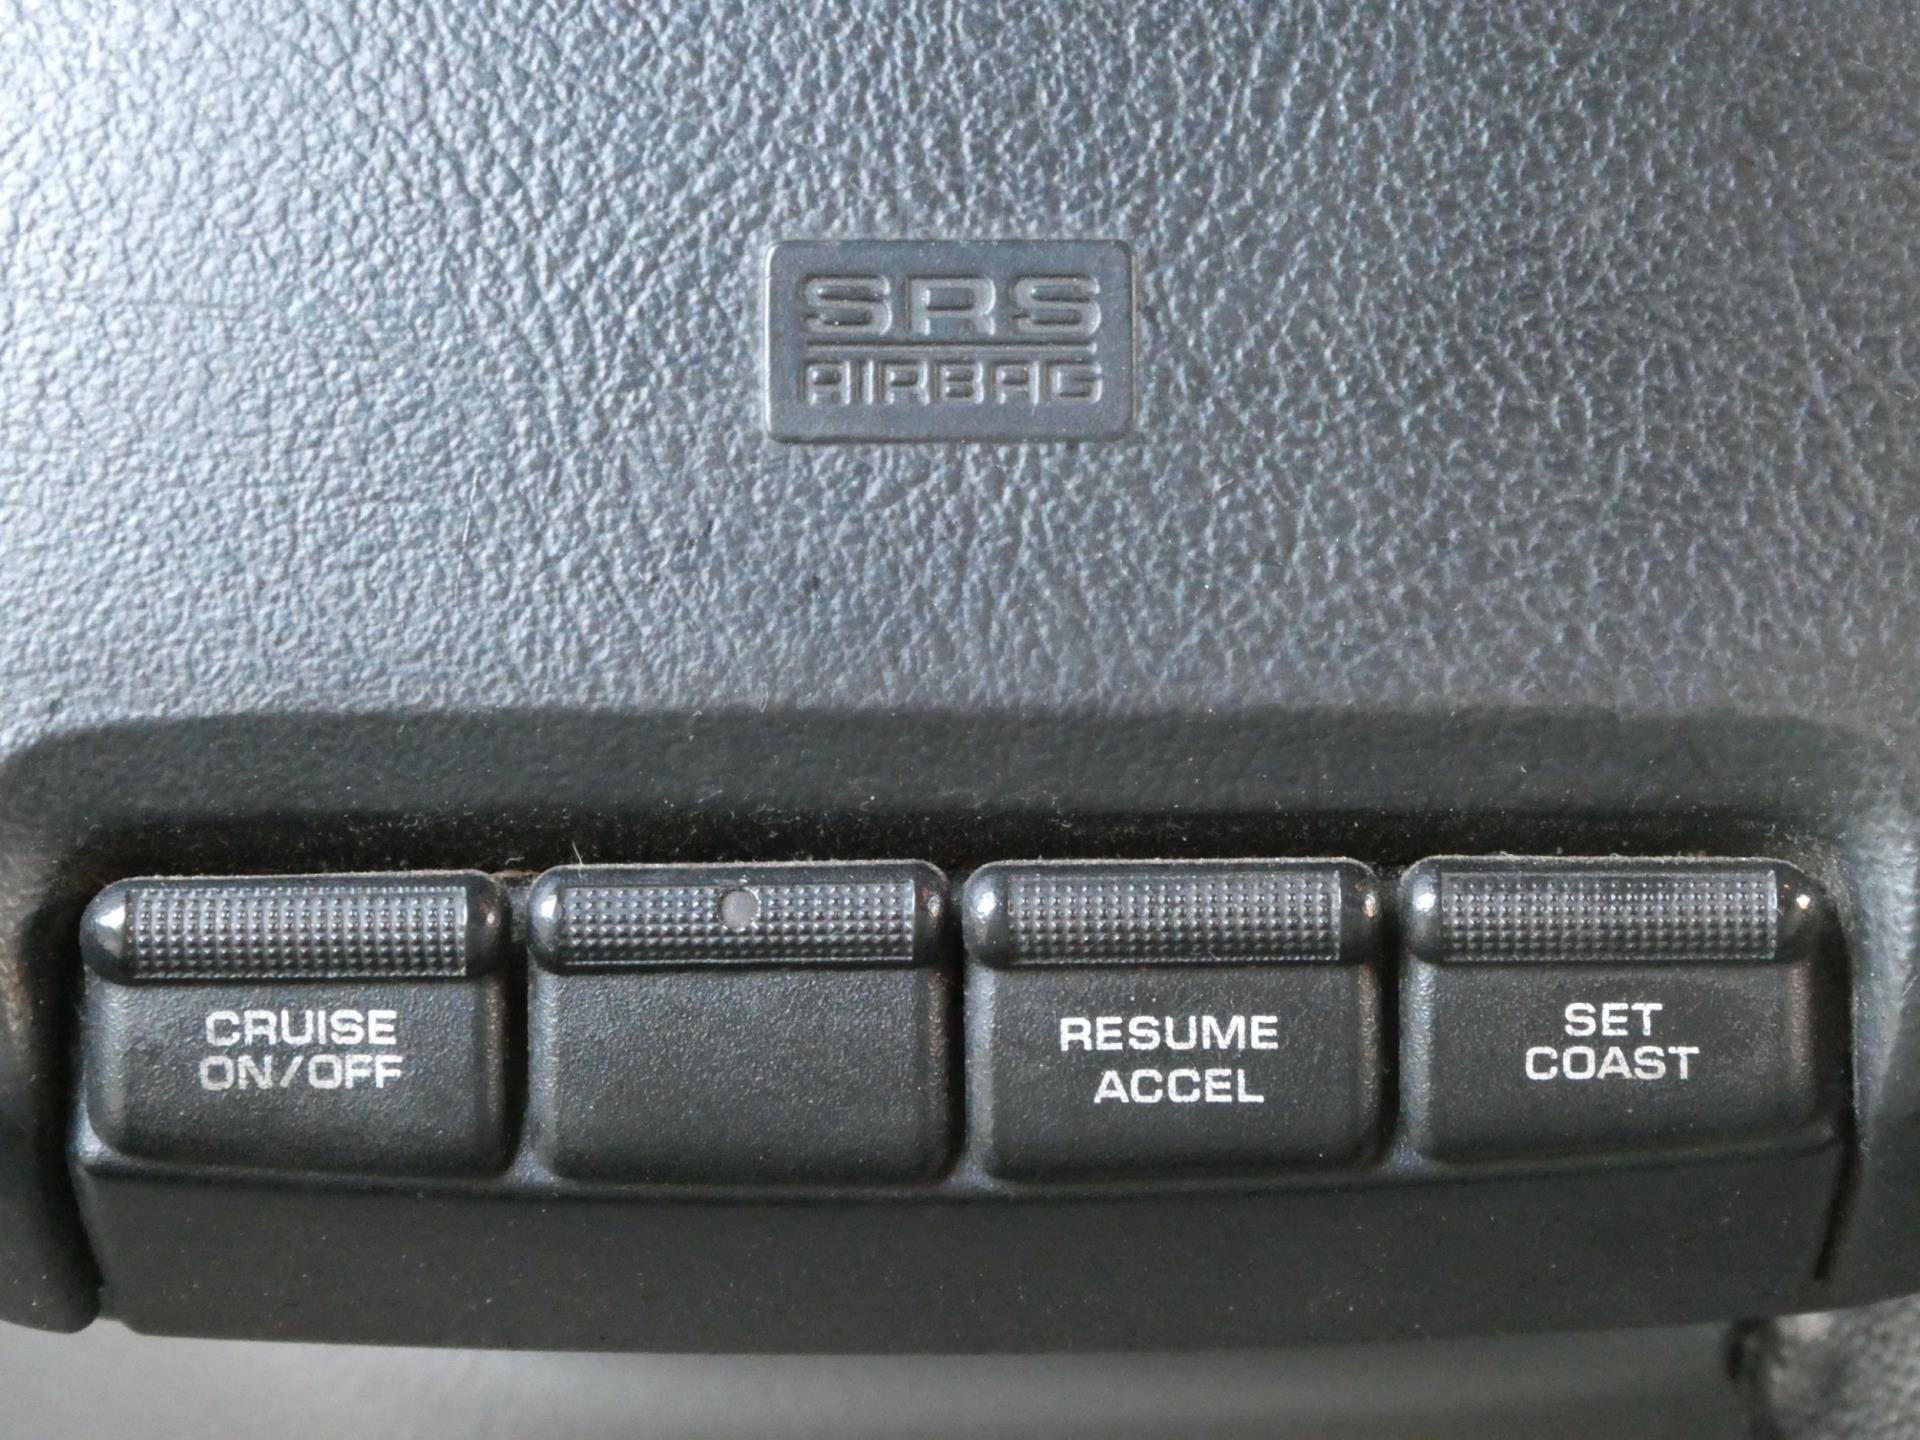 SRS
AIRBAG
CRUISE
ON/OFF
RESUME
ACCEL
SET
COAST